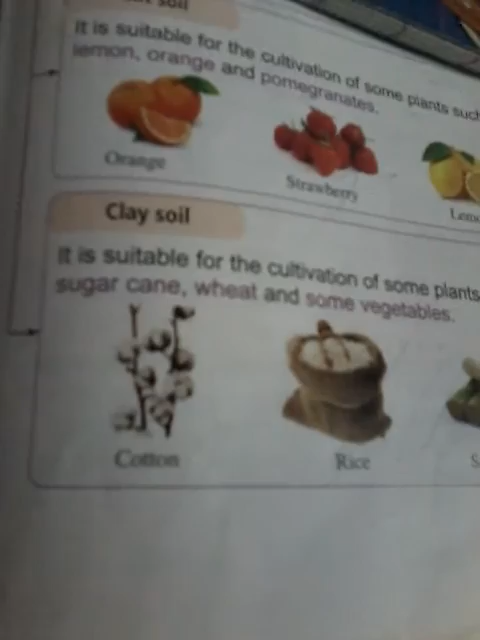 soil
It is suitable for the cultivation of some plants such
lemon, orange and pomegranates.
Orange
Strawberry
Clay soil
It is suitable for the cultivation of some plants
sugar cane, wheat and some vegetables.
Cotton
Rice